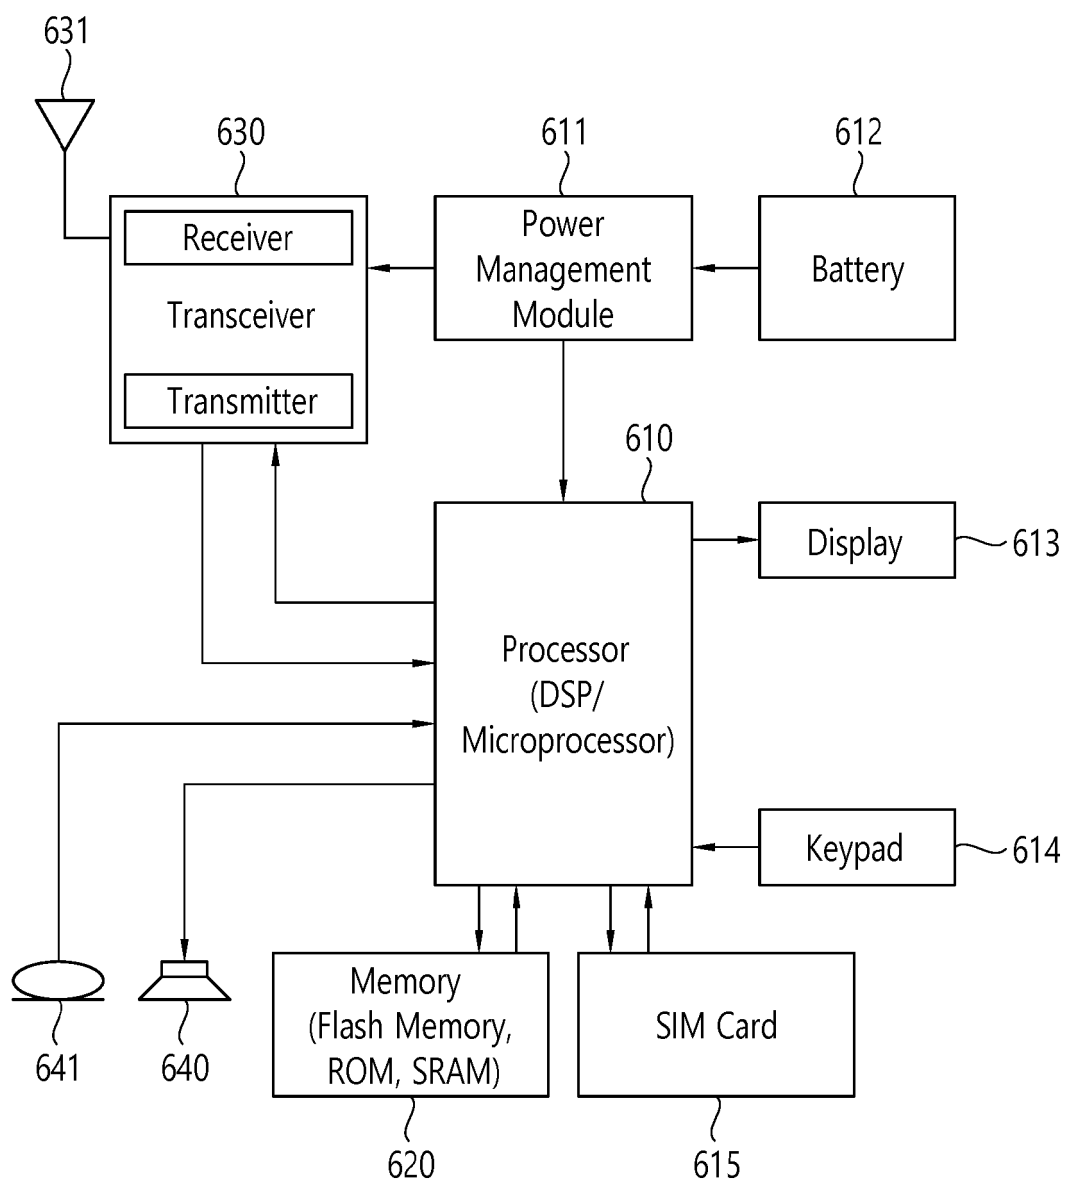 631
630
611
612
Receiver
Transceiver
Transmitter
Power
Management
Module
Battery
610
Display
613
Processor
(DSP/
Microprocessor)
Keypad
614
641
640
Memory
(Flash Memory,
ROM, SRAM)
SIM Card
620
615